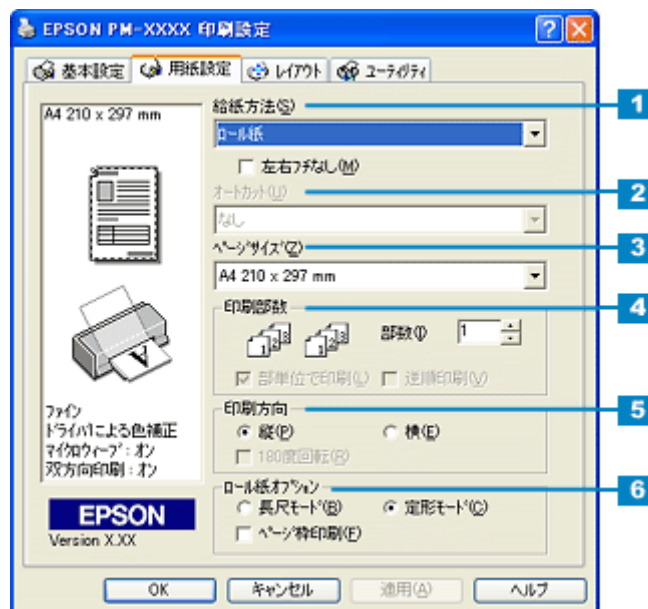 EPSON PM-XXXX 印刷設定
基本設定 用紙設定 レイアウト ユーティリティ
A4 210 x 297 mm
給紙方法(S)
1
ロール紙
左右フチなし(M)
オートカット(U)
2
なし
ページサイズ(Z)
3
A4 210 x 297 mm
印刷部数
4
1 2 3 1 2 3
部数(I) 1
部単位で印刷(L) 逆順印刷(V)
印刷方向
5
縦(P) 横(E)
180度回転(R)
ロール紙オプション
6
長尺モード(B) 定形モード(C)
ページ枠印刷(F)
A
ファイン
ドライバによる色補正
マイクロウィーブ：オン
双方向印刷：オン
EPSON
Version X.XX
OK キャンセル 適用(A) ヘルプ